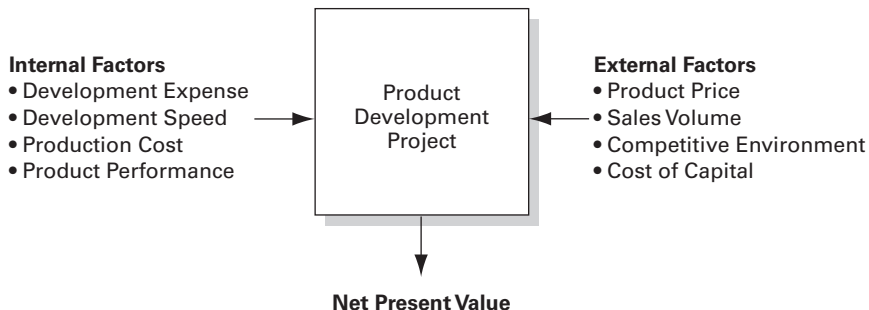 Internal Factors
• Development Expense
• Development Speed
• Production Cost
• Product Performance
Product
Development
Project
External Factors
• Product Price
• Sales Volume
• Competitive Environment
• Cost of Capital
Net Present Value